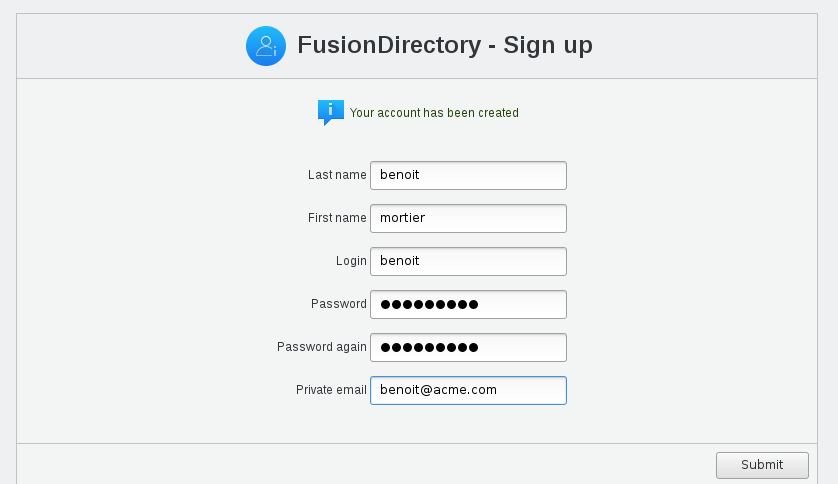 FusionDirectory - Sign up
Your account has been created
Last name benoit
First name mortier
Login benoit
Password ●●●●●●●●●
Password again ●●●●●●●●●
Private email benoit@acme.com
Submit